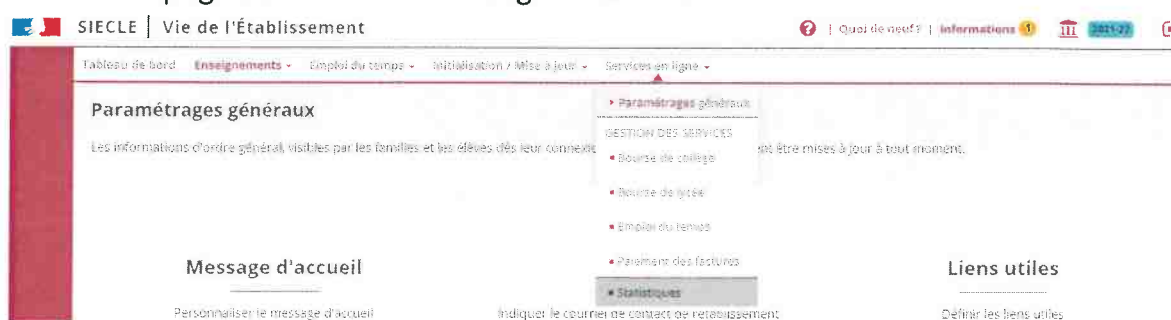 SIECLE | Vie de l'Établissement
? | Quoi de neuf ? | Informations 1 2021-22
Tableau de bord Enseignements Emploi du temps Initialisation / Mise à jour Services en ligne
Paramétrages généraux
Paramétrages généraux
GESTION DES SERVICES
Les informations d'ordre général, visibles par les familles et les élèves dès leur connexi être mises à jour à tout moment.
Bourse de collège
Bourse de lycée
Emploi du temps
Paiement des factures
Statistiques
Message d'accueil
Personnaliser le message d'accueil
Indiquer le courriel de contact de l'établissement
Liens utiles
Définir les liens utiles